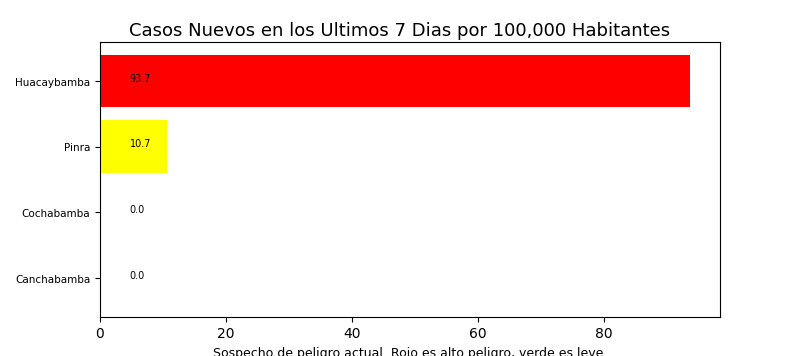 Casos Nuevos en los Ultimos 7 Dias por 100,000 Habitantes
Huacaybamba 93.7
Pinra 10.7
Cochabamba 0.0
Canchabamba 0.0
0 20 40 60 80
Sospecho de peligro actual. Rojo es alto peligro, verde es leve